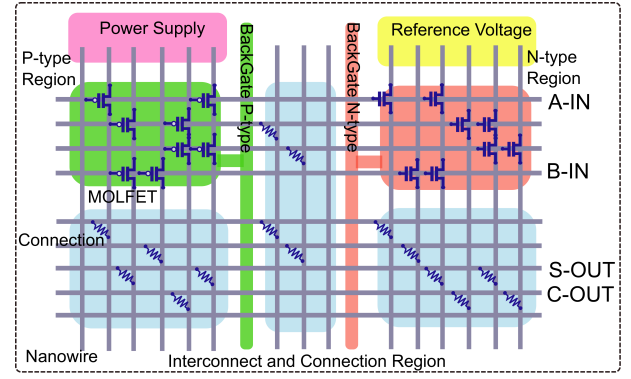 Power Supply
Reference Voltage
P-type
Region
BackGate P-type
BackGate N-type
N-type
Region
A-IN
B-IN
MOLFET
Connection
S-OUT
C-OUT
Nanowire
Interconnect and Connection Region